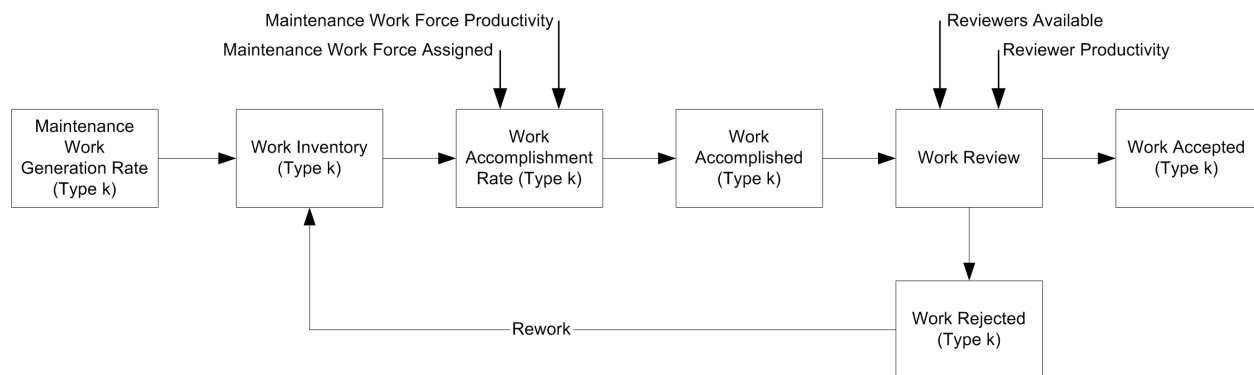 Maintenance Work Force Productivity
Maintenance Work Force Assigned
Reviewers Available
Reviewer Productivity
Maintenance
Work
Generation Rate
(Type k)
Work Inventory
(Type k)
Work
Accomplishment
Rate (Type k)
Work
Accomplished
(Type k)
Work Review
Work Accepted
(Type k)
Work Rejected
(Type k)
Rework